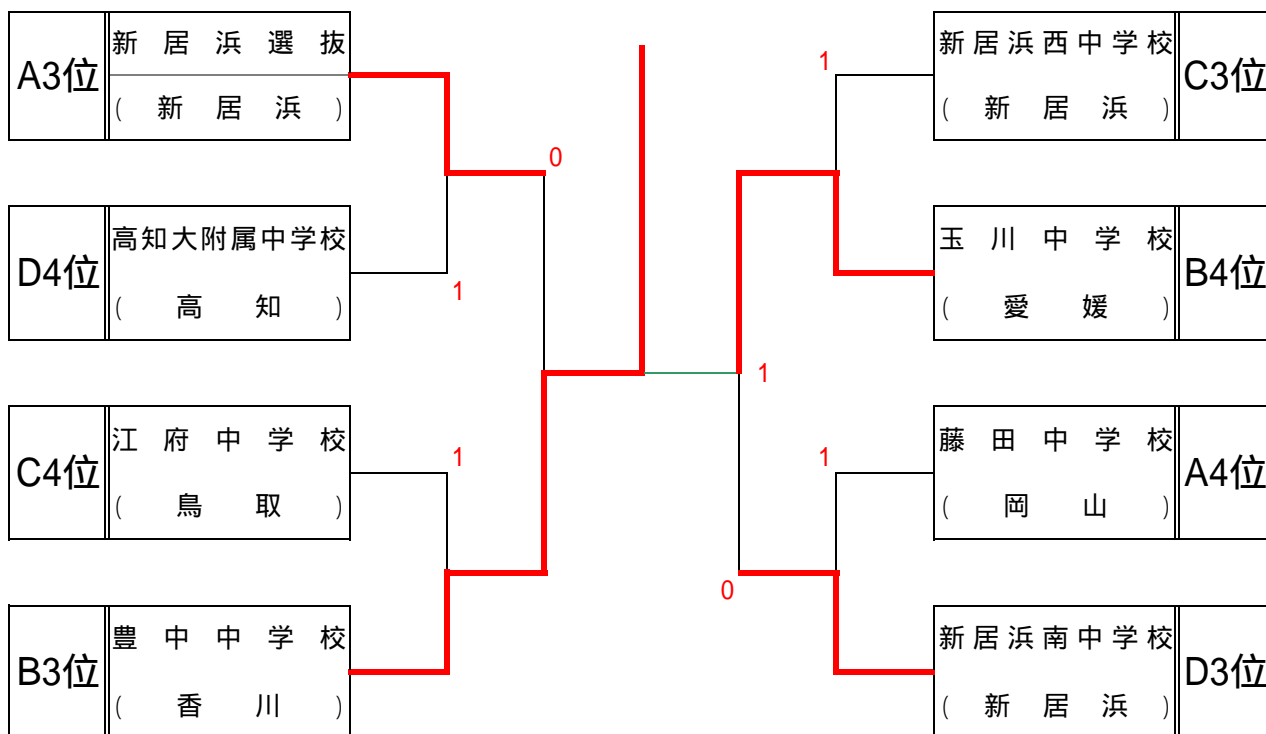 A3位
新居浜選抜
(新居浜)
0
D4位
高知大附属中学校
(高知)
1
C4位
江府中学校
(鳥取)
1
B3位
豊中中学校
(香川)
1
新居浜西中学校
(新居浜)
C3位
玉川中学校
(愛媛)
B4位
1
1
藤田中学校
(岡山)
A4位
0
新居浜南中学校
(新居浜)
D3位